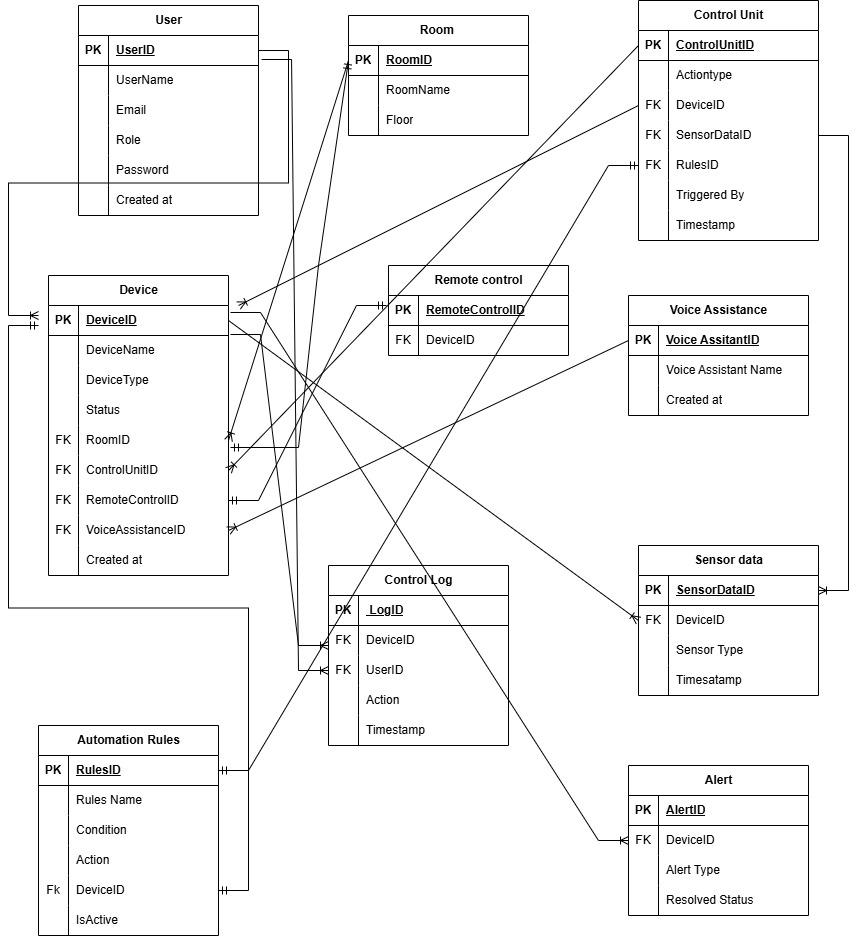 User
PK UserID
UserName
Email
Role
Password
Created at
Room
PK RoomID
RoomName
Floor
Control Unit
PK ControlUnitID
Actiontype
FK DeviceID
FK SensorDataID
FK RulesID
Triggered By
Timestamp
Device
PK DeviceID
DeviceName
DeviceType
Status
FK RoomID
FK ControlUnitID
FK RemoteControlID
FK VoiceAssistanceID
Created at
Remote control
PK RemoteControlID
FK DeviceID
Voice Assistance
PK Voice AssitantID
Voice Assistant Name
Created at
Control Log
PK LogID
FK DeviceID
FK UserID
Action
Timestamp
Sensor data
PK SensorDataID
FK DeviceID
Sensor Type
Timesatamp
Automation Rules
PK RulesID
Rules Name
Condition
Action
Fk DeviceID
IsActive
Alert
PK AlertID
FK DeviceID
Alert Type
Resolved Status